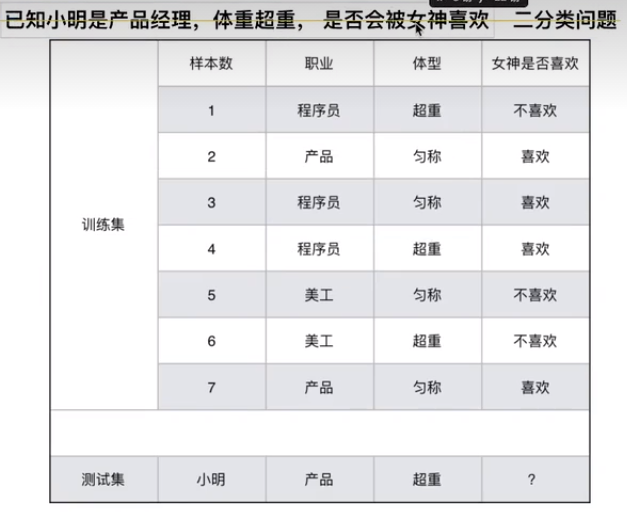 已知小明是产品经理，体重超重， 是否会被女神喜欢 二分类问题
样本数 职业 体型 女神是否喜欢
1 程序员 超重 不喜欢
2 产品 匀称 喜欢
3 程序员 匀称 喜欢
训练集
4 程序员 超重 喜欢
5 美工 匀称 不喜欢
6 美工 超重 不喜欢
7 产品 匀称 喜欢
测试集 小明 产品 超重 ?